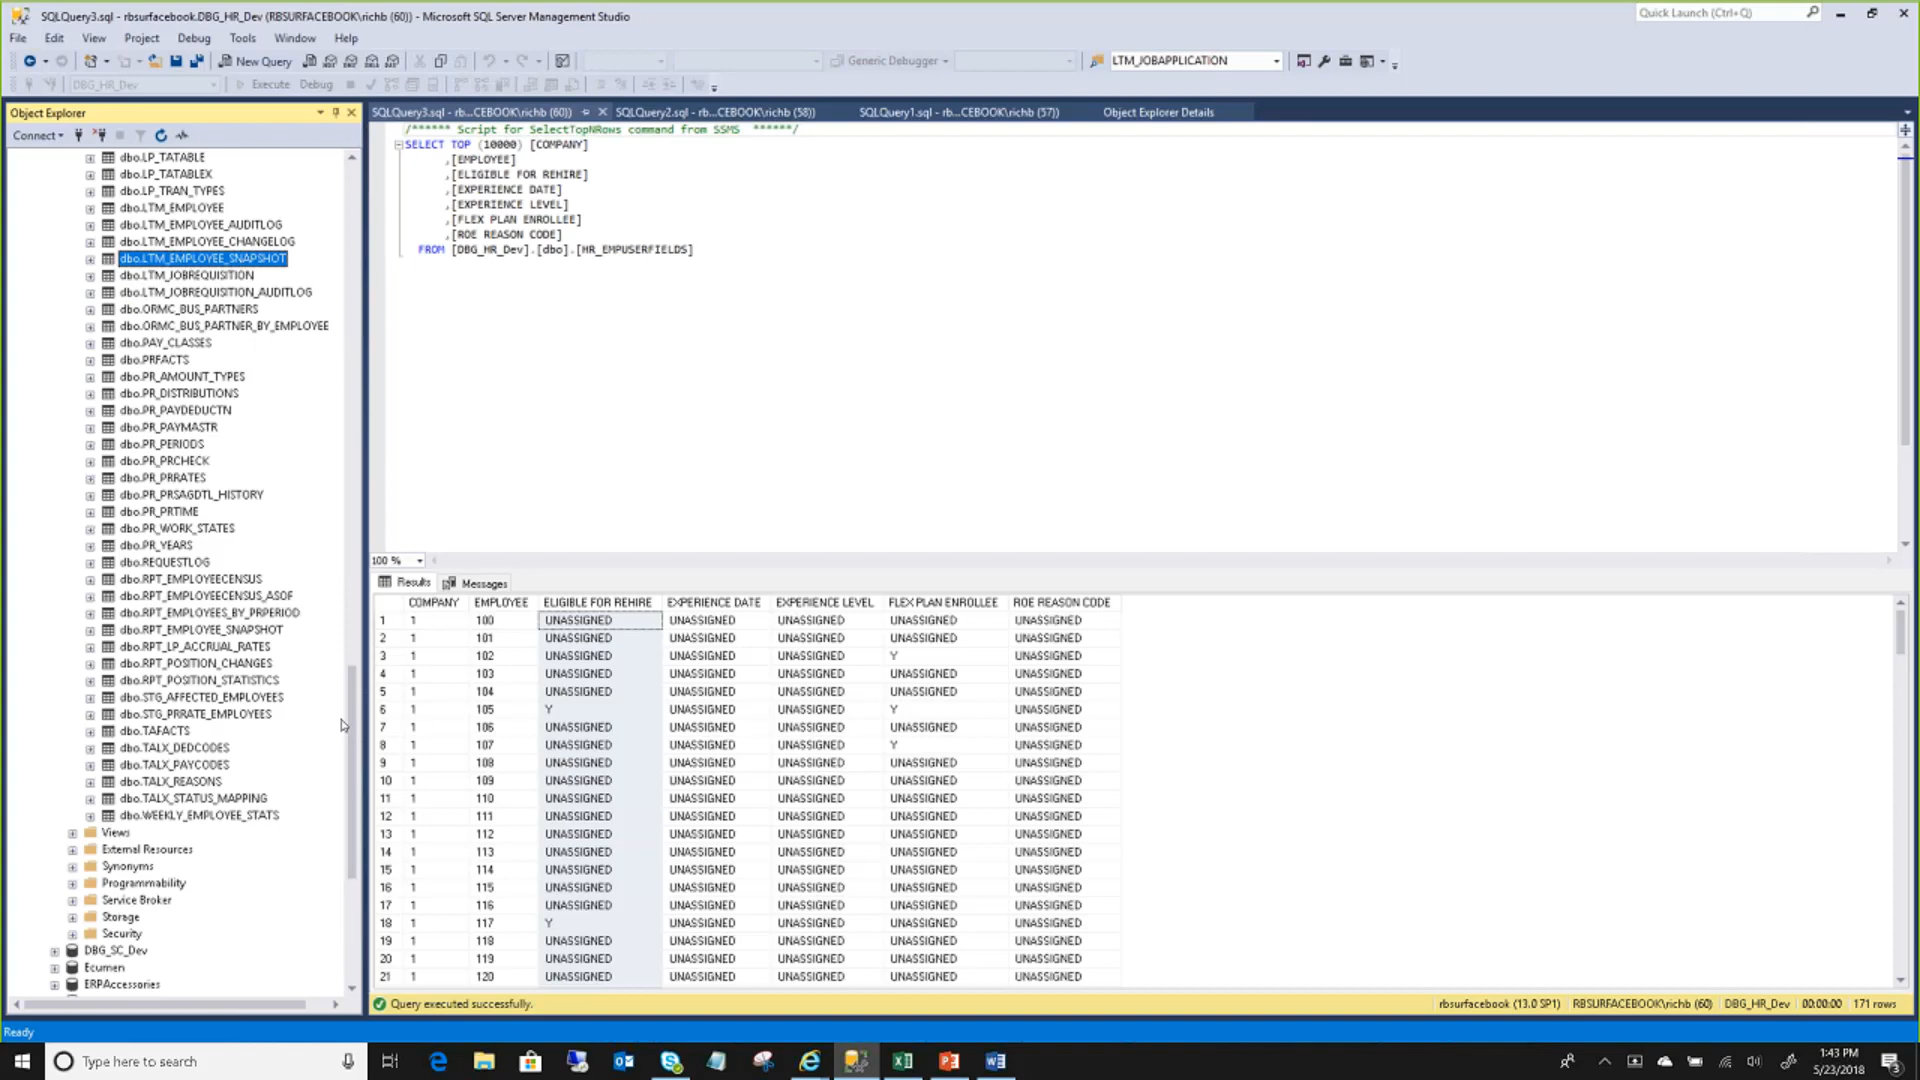 SQLQuery3.sql - rbsurfacebook.DBG_HR_Dev (RBSURFACEBOOK\richb (60)) - Microsoft SQL Server Management Studio
Quick Launch (Ctrl+Q)
File Edit View Project Debug Tools Window Help
New Query
Generic Debugger
LTM_JOBAPPLICATION
DBG_HR_Dev
Execute Debug
Object Explorer
SQLQuery3.sql - rb...CEBOOK\richb (60))
SQLQuery2.sql - rb...CEBOOK\richb (58))
SQLQuery1.sql - rb...CEBOOK\richb (57))
Object Explorer Details
Connect
dbo.LP_TATABLE
dbo.LP_TATABLEX
dbo.LP_TRAN_TYPES
dbo.LTM_EMPLOYEE
dbo.LTM_EMPLOYEE_AUDITLOG
dbo.LTM_EMPLOYEE_CHANGELOG
dbo.LTM_EMPLOYEE_SNAPSHOT
dbo.LTM_JOBREQUISITION
dbo.LTM_JOBREQUISITION_AUDITLOG
dbo.ORMC_BUS_PARTNERS
dbo.ORMC_BUS_PARTNER_BY_EMPLOYEE
dbo.PAY_CLASSES
dbo.PRFACTS
dbo.PR_AMOUNT_TYPES
dbo.PR_DISTRIBUTIONS
dbo.PR_PAYDEDUCTN
dbo.PR_PAYMASTR
dbo.PR_PERIODS
dbo.PR_PRCHECK
dbo.PR_PRRATES
dbo.PR_PRSAGDTL_HISTORY
dbo.PR_PRTIME
dbo.PR_WORK_STATES
dbo.PR_YEARS
dbo.REQUESTLOG
dbo.RPT_EMPLOYEECENSUS
dbo.RPT_EMPLOYEECENSUS_ASOF
dbo.RPT_EMPLOYEES_BY_PRPERIOD
dbo.RPT_EMPLOYEE_SNAPSHOT
dbo.RPT_LP_ACCRUAL_RATES
dbo.RPT_POSITION_CHANGES
dbo.RPT_POSITION_STATISTICS
dbo.STG_AFFECTED_EMPLOYEES
dbo.STG_PRRATE_EMPLOYEES
dbo.TAFACTS
dbo.TALX_DEDCODES
dbo.TALX_PAYCODES
dbo.TALX_REASONS
dbo.TALX_STATUS_MAPPING
dbo.WEEKLY_EMPLOYEE_STATS
Views
External Resources
Synonyms
Programmability
Service Broker
Storage
Security
DBG_SC_Dev
Ecumen
ERPAccessories
/****** Script for SelectTopNRows command from SSMS ******/
SELECT TOP (10000) [COMPANY]
,[EMPLOYEE]
,[ELIGIBLE FOR REHIRE]
,[EXPERIENCE DATE]
,[EXPERIENCE LEVEL]
,[FLEX PLAN ENROLLEE]
,[ROE REASON CODE]
FROM [DBG_HR_Dev].[dbo].[HR_EMPUSERFIELDS]
100 %
Results Messages
COMPANY EMPLOYEE ELIGIBLE FOR REHIRE EXPERIENCE DATE EXPERIENCE LEVEL FLEX PLAN ENROLLEE ROE REASON CODE
1 1 100 UNASSIGNED UNASSIGNED UNASSIGNED UNASSIGNED UNASSIGNED
2 1 101 UNASSIGNED UNASSIGNED UNASSIGNED UNASSIGNED UNASSIGNED
3 1 102 UNASSIGNED UNASSIGNED UNASSIGNED Y UNASSIGNED
4 1 103 UNASSIGNED UNASSIGNED UNASSIGNED UNASSIGNED UNASSIGNED
5 1 104 UNASSIGNED UNASSIGNED UNASSIGNED UNASSIGNED UNASSIGNED
6 1 105 Y UNASSIGNED UNASSIGNED Y UNASSIGNED
7 1 106 UNASSIGNED UNASSIGNED UNASSIGNED UNASSIGNED UNASSIGNED
8 1 107 UNASSIGNED UNASSIGNED UNASSIGNED Y UNASSIGNED
9 1 108 UNASSIGNED UNASSIGNED UNASSIGNED UNASSIGNED UNASSIGNED
10 1 109 UNASSIGNED UNASSIGNED UNASSIGNED UNASSIGNED UNASSIGNED
11 1 110 UNASSIGNED UNASSIGNED UNASSIGNED UNASSIGNED UNASSIGNED
12 1 111 UNASSIGNED UNASSIGNED UNASSIGNED UNASSIGNED UNASSIGNED
13 1 112 UNASSIGNED UNASSIGNED UNASSIGNED UNASSIGNED UNASSIGNED
14 1 113 UNASSIGNED UNASSIGNED UNASSIGNED UNASSIGNED UNASSIGNED
15 1 114 UNASSIGNED UNASSIGNED UNASSIGNED UNASSIGNED UNASSIGNED
16 1 115 UNASSIGNED UNASSIGNED UNASSIGNED UNASSIGNED UNASSIGNED
17 1 116 UNASSIGNED UNASSIGNED UNASSIGNED UNASSIGNED UNASSIGNED
18 1 117 Y UNASSIGNED UNASSIGNED UNASSIGNED UNASSIGNED
19 1 118 UNASSIGNED UNASSIGNED UNASSIGNED UNASSIGNED UNASSIGNED
20 1 119 UNASSIGNED UNASSIGNED UNASSIGNED UNASSIGNED UNASSIGNED
21 1 120 UNASSIGNED UNASSIGNED UNASSIGNED UNASSIGNED UNASSIGNED
Query executed successfully.
rbsurfacebook (13.0 SP1) RBSURFACEBOOK\richb (60) DBG_HR_Dev 00:00:00 171 rows
Ready
Type here to search
1:43 PM
5/23/2018
3